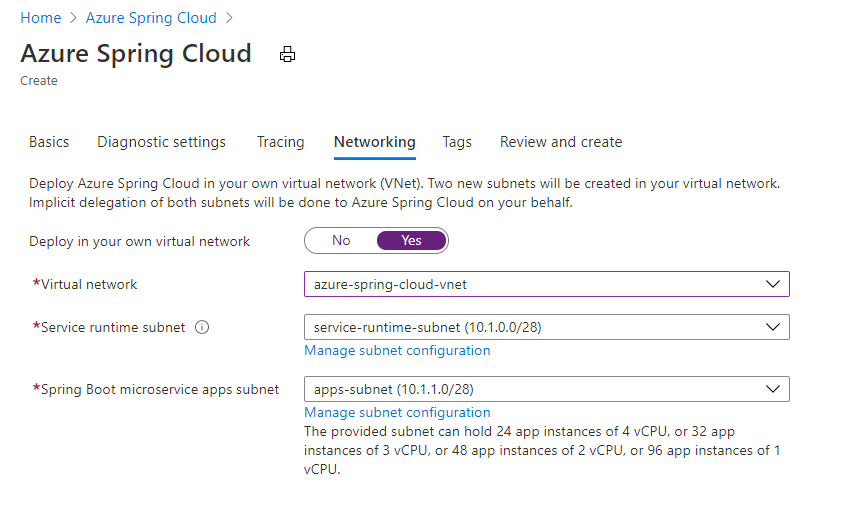 Home > Azure Spring Cloud >
Azure Spring Cloud
Create
Basics Diagnostic settings Tracing Networking Tags Review and create
Deploy Azure Spring Cloud in your own virtual network (VNet). Two new subnets will be created in your virtual network.
Implicit delegation of both subnets will be done to Azure Spring Cloud on your behalf.
Deploy in your own virtual network No Yes
*Virtual network azure-spring-cloud-vnet
*Service runtime subnet service-runtime-subnet (10.1.0.0/28)
Manage subnet configuration
*Spring Boot microservice apps subnet apps-subnet (10.1.1.0/28)
Manage subnet configuration
The provided subnet can hold 24 app instances of 4 vCPU, or 32 app
instances of 3 vCPU, or 48 app instances of 2 vCPU, or 96 app instances of 1
vCPU.